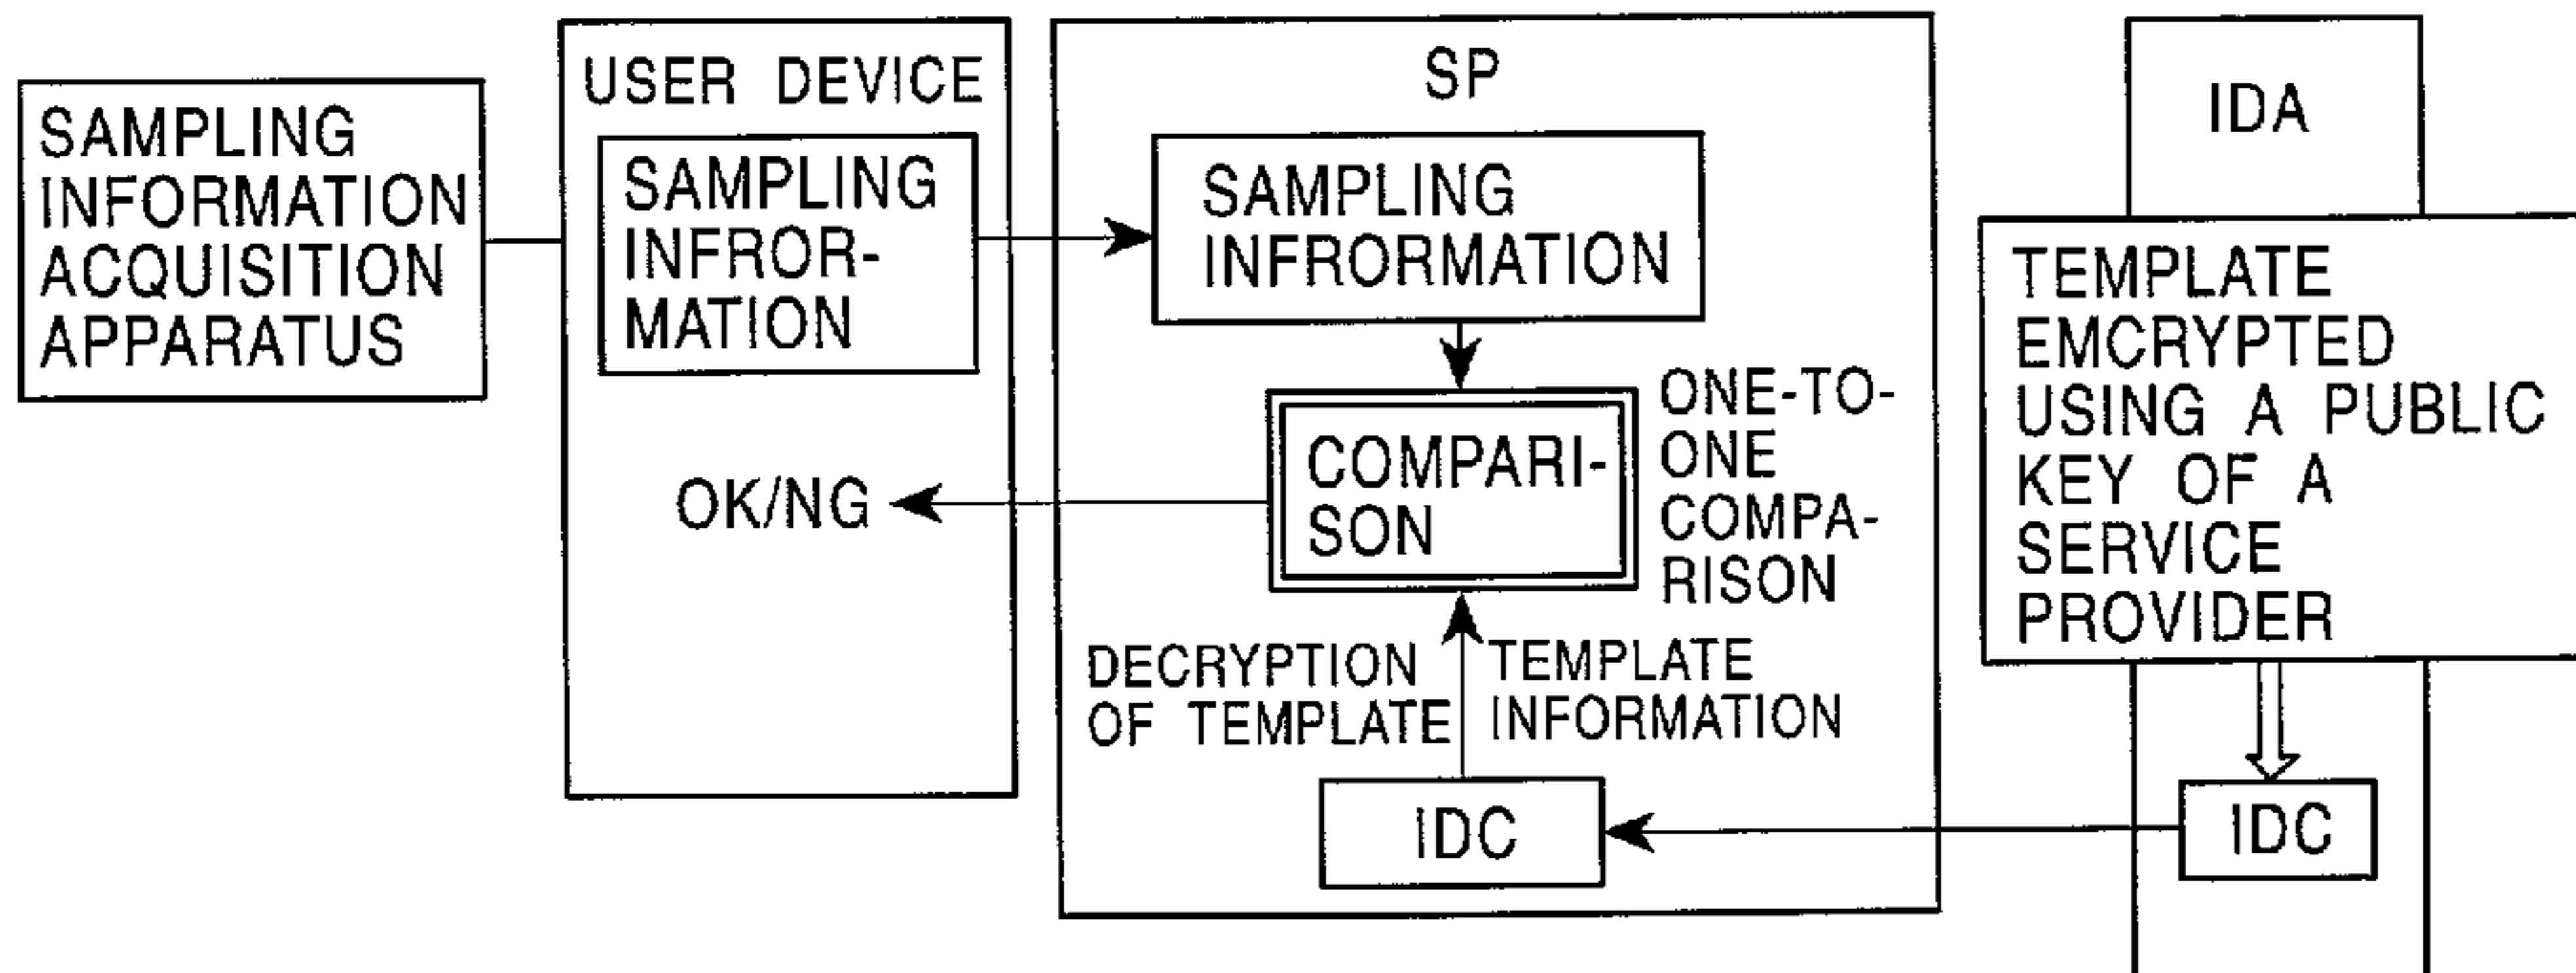 SAMPLING
INFORMATION
ACQUISITION
APPARATUS
USER DEVICE
SAMPLING
INFROR-
MATION
OK/NG
SP
SAMPLING
INFRORMATION
COMPARI-
SON
ONE-TO-
ONE
COMPA-
RISON
DECRYPTION
OF TEMPLATE
TEMPLATE
INFORMATION
IDC
IDA
TEMPLATE
EMCRYPTED
USING A PUBLIC
KEY OF A
SERVICE
PROVIDER
IDC